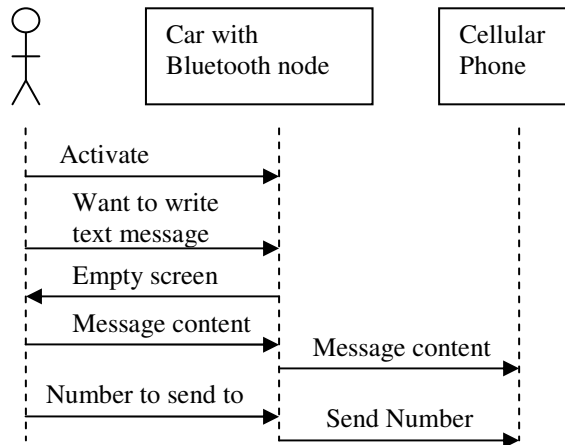 Car with
Bluetooth node
Cellular
Phone
Activate
Want to write
text message
Empty screen
Message content
Message content
Number to send to
Send Number